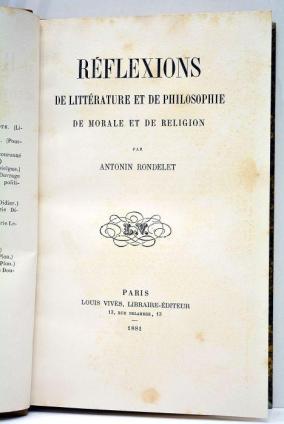 RÉFLEXIONS
DE LITTÉRATURE ET DE PHILOSOPHIE
DE MORALE ET DE RELIGION
PAR
ANTONIN RONDELET
L.V.
PARIS
LOUIS VIVÈS, LIBRAIRE-ÉDITEUR
13, RUE DELAMBRE, 13
1881